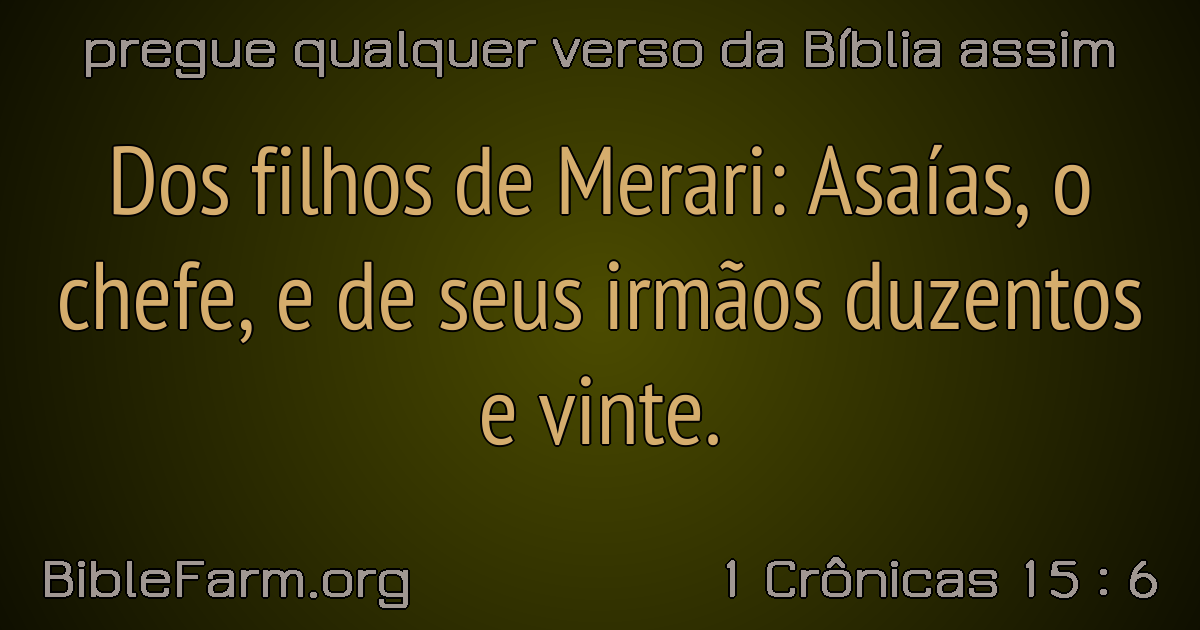 pregue qualquer verso da Bíblia assim
Dos filhos de Merari: Asaías, o
chefe, e de seus irmãos duzentos
e vinte.
BibleFarm.org
1 Crônicas 15 : 6